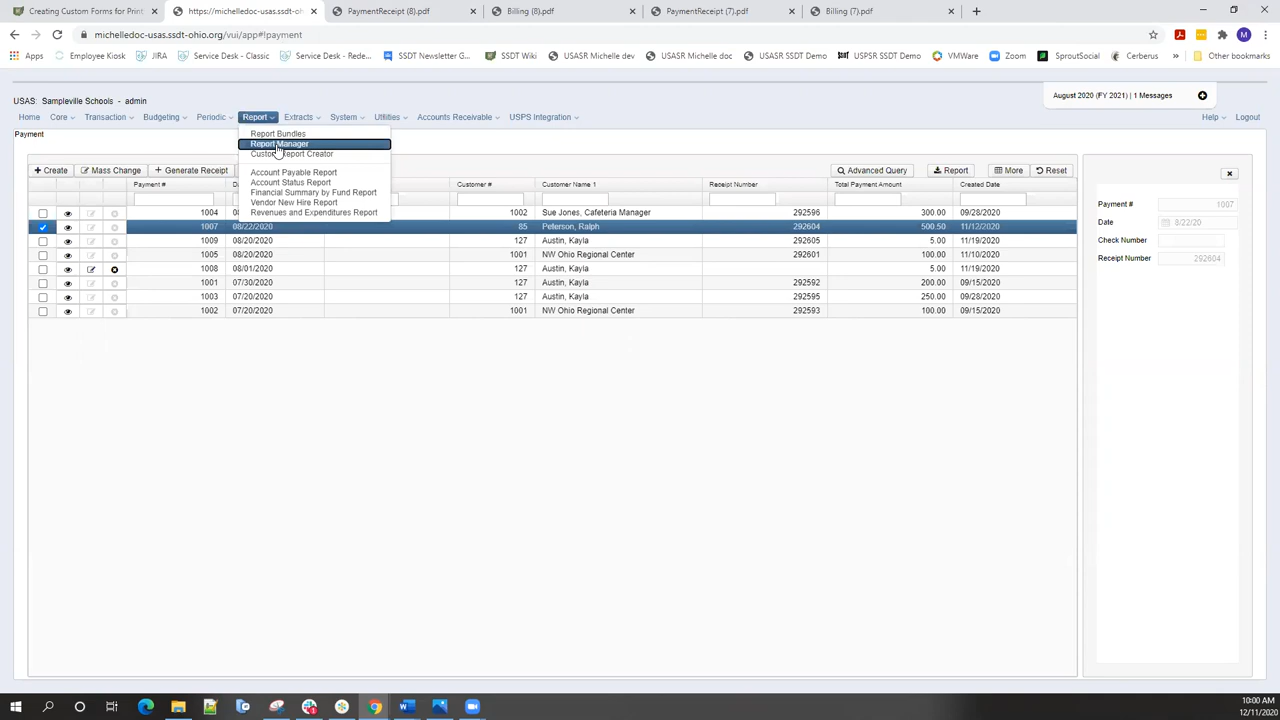 Creating Custom Forms for Print
https://michelledoc-usas.ssdt-oh
PaymentReceipt (8).pdf
Billing (8).pdf
PaymentReceipt (7).pdf
Billing (7).pdf
michelledoc-usas.ssdt-ohio.org/vui/app#!payment
Apps Employee Kiosk JIRA Service Desk - Classic Service Desk - Rede... SSDT Newsletter G... SSDT Wiki USASR Michelle dev USASR Michelle doc USASR SSDT Demo USPSR SSDT Demo VMWare Zoom SproutSocial Cerberus Other bookmarks
August 2020 (FY 2021) | 1 Messages
USAS: Sampleville Schools - admin
Home Core Transaction Budgeting Periodic Report Extracts System Utilities Accounts Receivable USPS Integration Help Logout
Payment
Report Bundles
Report Manager
Custom Report Creator
Account Payable Report
Account Status Report
Financial Summary by Fund Report
Vendor New Hire Report
Revenues and Expenditures Report
Create Mass Change Generate Receipt Advanced Query Report More Reset
Payment # Customer # Customer Name 1 Receipt Number Total Payment Amount Created Date
1004 08 1002 Sue Jones, Cafeteria Manager 292596 300.00 09/28/2020
1007 08/22/2020 85 Peterson, Ralph 292604 500.50 11/12/2020
1009 08/20/2020 127 Austin, Kayla 292605 5.00 11/19/2020
1005 08/20/2020 1001 NW Ohio Regional Center 292601 100.00 11/10/2020
1008 08/01/2020 127 Austin, Kayla 5.00 11/19/2020
1001 07/30/2020 127 Austin, Kayla 292592 200.00 09/15/2020
1003 07/20/2020 127 Austin, Kayla 292595 250.00 09/28/2020
1002 07/20/2020 1001 NW Ohio Regional Center 292593 100.00 09/15/2020
Payment # 1007
Date 8/22/20
Check Number
Receipt Number 292604
10:00 AM
12/11/2020